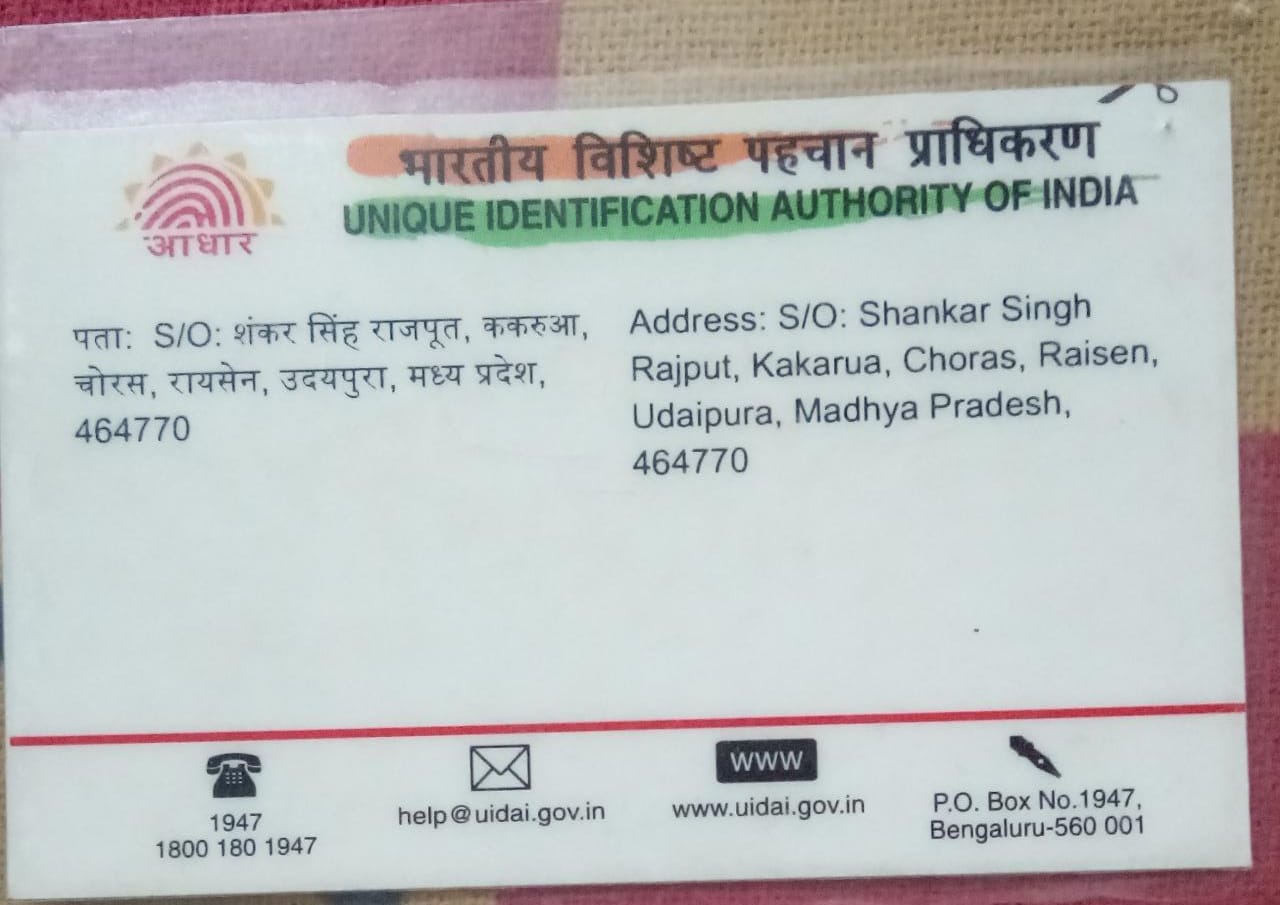 भारतीय विशिष्ट पहचान प्राधिकरण
UNIQUE IDENTIFICATION AUTHORITY OF INDIA
आधार
पता: S/O: शंकर सिंह राजपूत, ककरुआ,
चोरस, रायसेन, उदयपुरा, मध्य प्रदेश,
464770
Address: S/O: Shankar Singh
Rajput, Kakarua, Choras, Raisen,
Udaipura, Madhya Pradesh,
464770
1947
1800 180 1947
help@uidai.gov.in
WWW
www.uidai.gov.in
P.O. Box No.1947,
Bengaluru-560 001